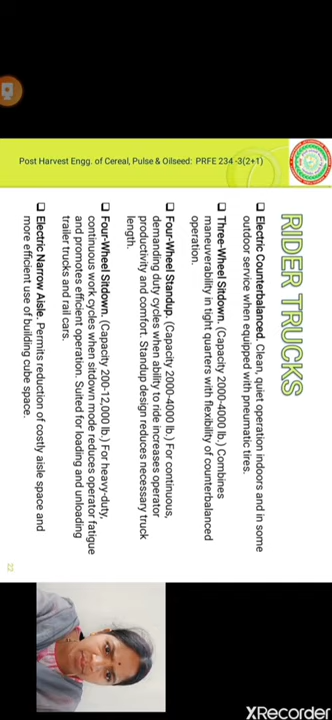 Post Harvest Engg. of Cereal, Pulse & Oilseed: PRFE 234 -3(2+1)
RIDER TRUCKS
❑ Electric Counterbalanced. Clean, quiet operation indoors and in some
outdoor service when equipped with pneumatic tires.
❑ Three-Wheel Sitdown. (Capacity 2000-4000 lb.) Combines
maneuverability in tight quarters with flexibility of counterbalanced
operation.
❑ Four-Wheel Standup. (Capacity 2000-4000 lb.) For continuous,
demanding duty cycles when ability to ride increases operator
productivity and comfort. Standup design reduces necessary truck
length.
❑ Four-Wheel Sitdown. (Capacity 200-12,000 lb.) For heavy-duty,
continuous work cycles when sitdown mode reduces operator fatigue
and promotes efficient operation. Suited for loading and unloading
trailer trucks and rail cars.
❑ Electric Narrow Aisle. Permits reduction of costly aisle space and
more efficient use of building cube space.
22
XRecorder